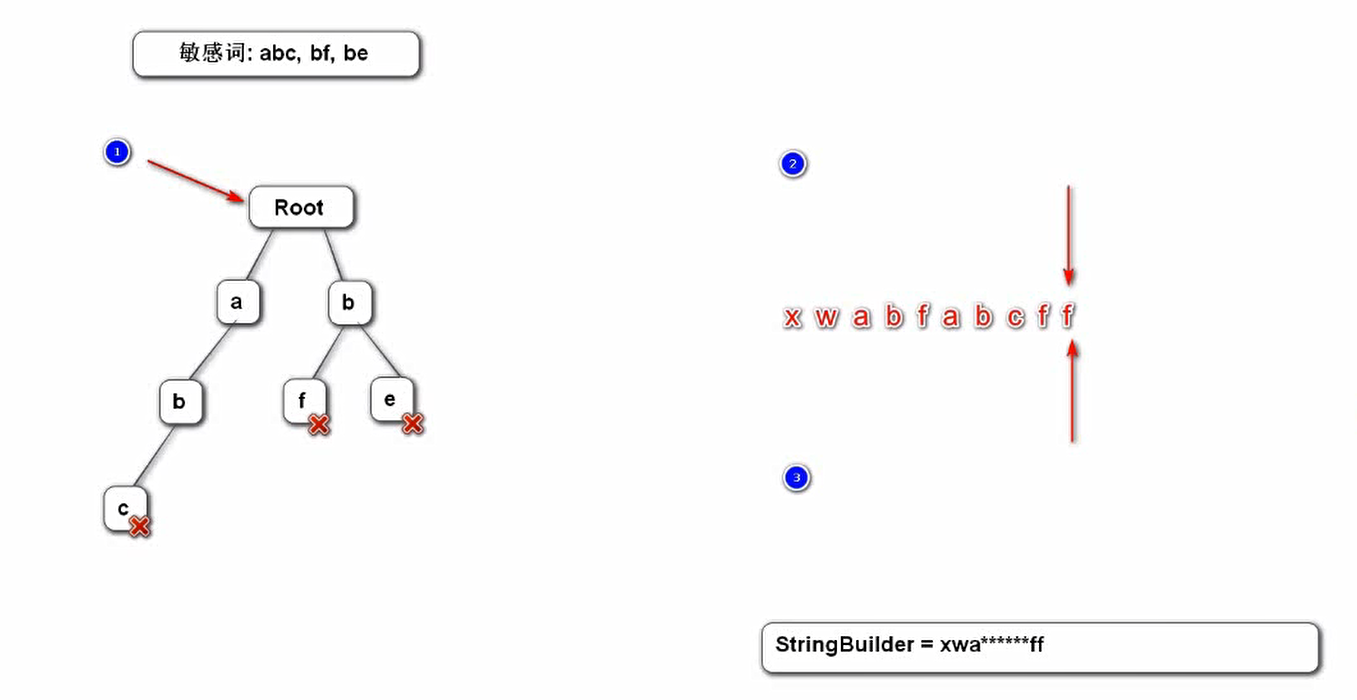 敏感词: abc, bf, be
1
Root
a b
b f e
c
2
x w a b f a b c f f
3
StringBuilder = xwa******ff